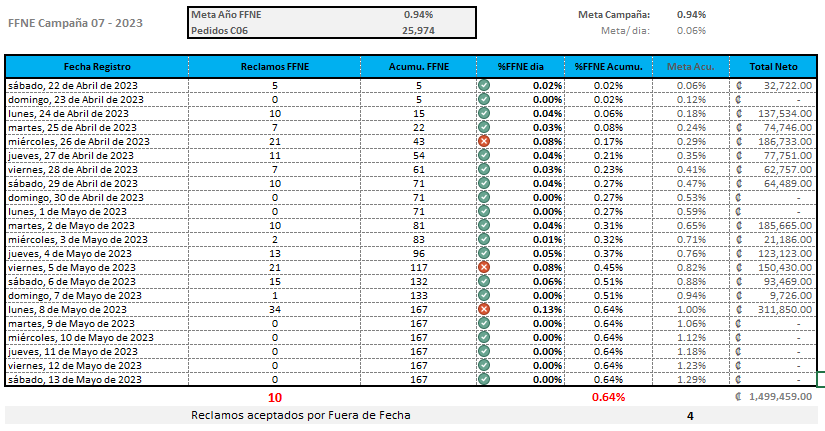 FFNE Campaña 07 - 2023
Meta Año FFNE 0.94%
Pedidos C06 25,974
Meta Campaña: 0.94%
Meta/ dia: 0.06%
Fecha Registro Reclamos FFNE Acumu. FFNE %FFNE dia %FFNE Acumu. Meta Acu. Total Neto
sábado, 22 de Abril de 2023 5 5 0.02% 0.02% 0.06% ₡ 32,722.00
domingo, 23 de Abril de 2023 0 5 0.00% 0.02% 0.12% ₡ -
lunes, 24 de Abril de 2023 10 15 0.04% 0.06% 0.18% ₡ 137,534.00
martes, 25 de Abril de 2023 7 22 0.03% 0.08% 0.24% ₡ 74,746.00
miércoles, 26 de Abril de 2023 21 43 0.08% 0.17% 0.29% ₡ 186,733.00
jueves, 27 de Abril de 2023 11 54 0.04% 0.21% 0.35% ₡ 77,751.00
viernes, 28 de Abril de 2023 7 61 0.03% 0.23% 0.41% ₡ 62,757.00
sábado, 29 de Abril de 2023 10 71 0.04% 0.27% 0.47% ₡ 64,489.00
domingo, 30 de Abril de 2023 0 71 0.00% 0.27% 0.53% ₡ -
lunes, 1 de Mayo de 2023 0 71 0.00% 0.27% 0.59% ₡ -
martes, 2 de Mayo de 2023 10 81 0.04% 0.31% 0.65% ₡ 185,665.00
miércoles, 3 de Mayo de 2023 2 83 0.01% 0.32% 0.71% ₡ 21,186.00
jueves, 4 de Mayo de 2023 13 96 0.05% 0.37% 0.76% ₡ 123,123.00
viernes, 5 de Mayo de 2023 21 117 0.08% 0.45% 0.82% ₡ 150,430.00
sábado, 6 de Mayo de 2023 15 132 0.06% 0.51% 0.88% ₡ 93,469.00
domingo, 7 de Mayo de 2023 1 133 0.00% 0.51% 0.94% ₡ 9,726.00
lunes, 8 de Mayo de 2023 34 167 0.13% 0.64% 1.00% ₡ 311,850.00
martes, 9 de Mayo de 2023 0 167 0.00% 0.64% 1.06% ₡ -
miércoles, 10 de Mayo de 2023 0 167 0.00% 0.64% 1.12% ₡ -
jueves, 11 de Mayo de 2023 0 167 0.00% 0.64% 1.18% ₡ -
viernes, 12 de Mayo de 2023 0 167 0.00% 0.64% 1.23% ₡ -
sábado, 13 de Mayo de 2023 0 167 0.00% 0.64% 1.29% ₡ -
10 0.64% ₡ 1,499,459.00
Reclamos aceptados por Fuera de Fecha 4